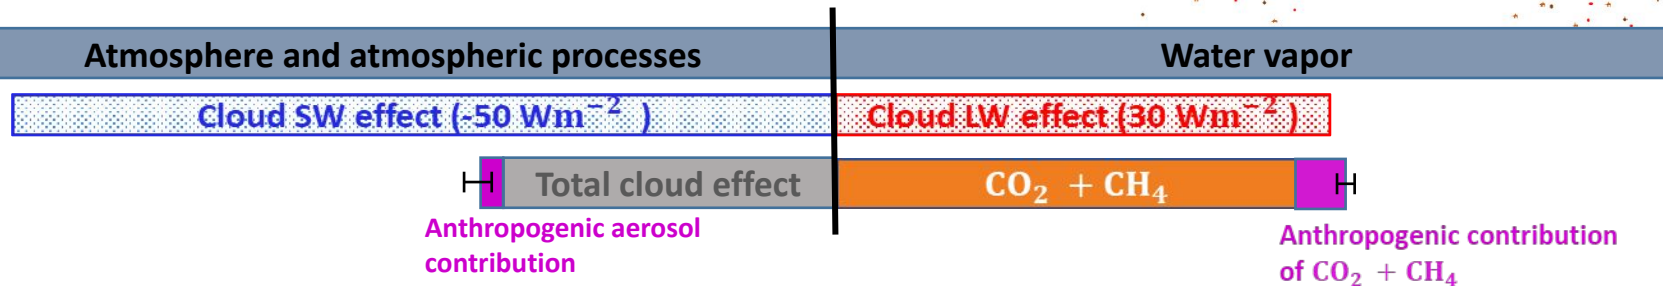 Atmosphere and atmospheric processes
Water vapor
Cloud SW effect (-50 Wm⁻² )
Cloud LW effect (30 Wm⁻² )
Total cloud effect
CO₂ + CH₄
Anthropogenic aerosol
contribution
Anthropogenic contribution
of CO₂ + CH₄